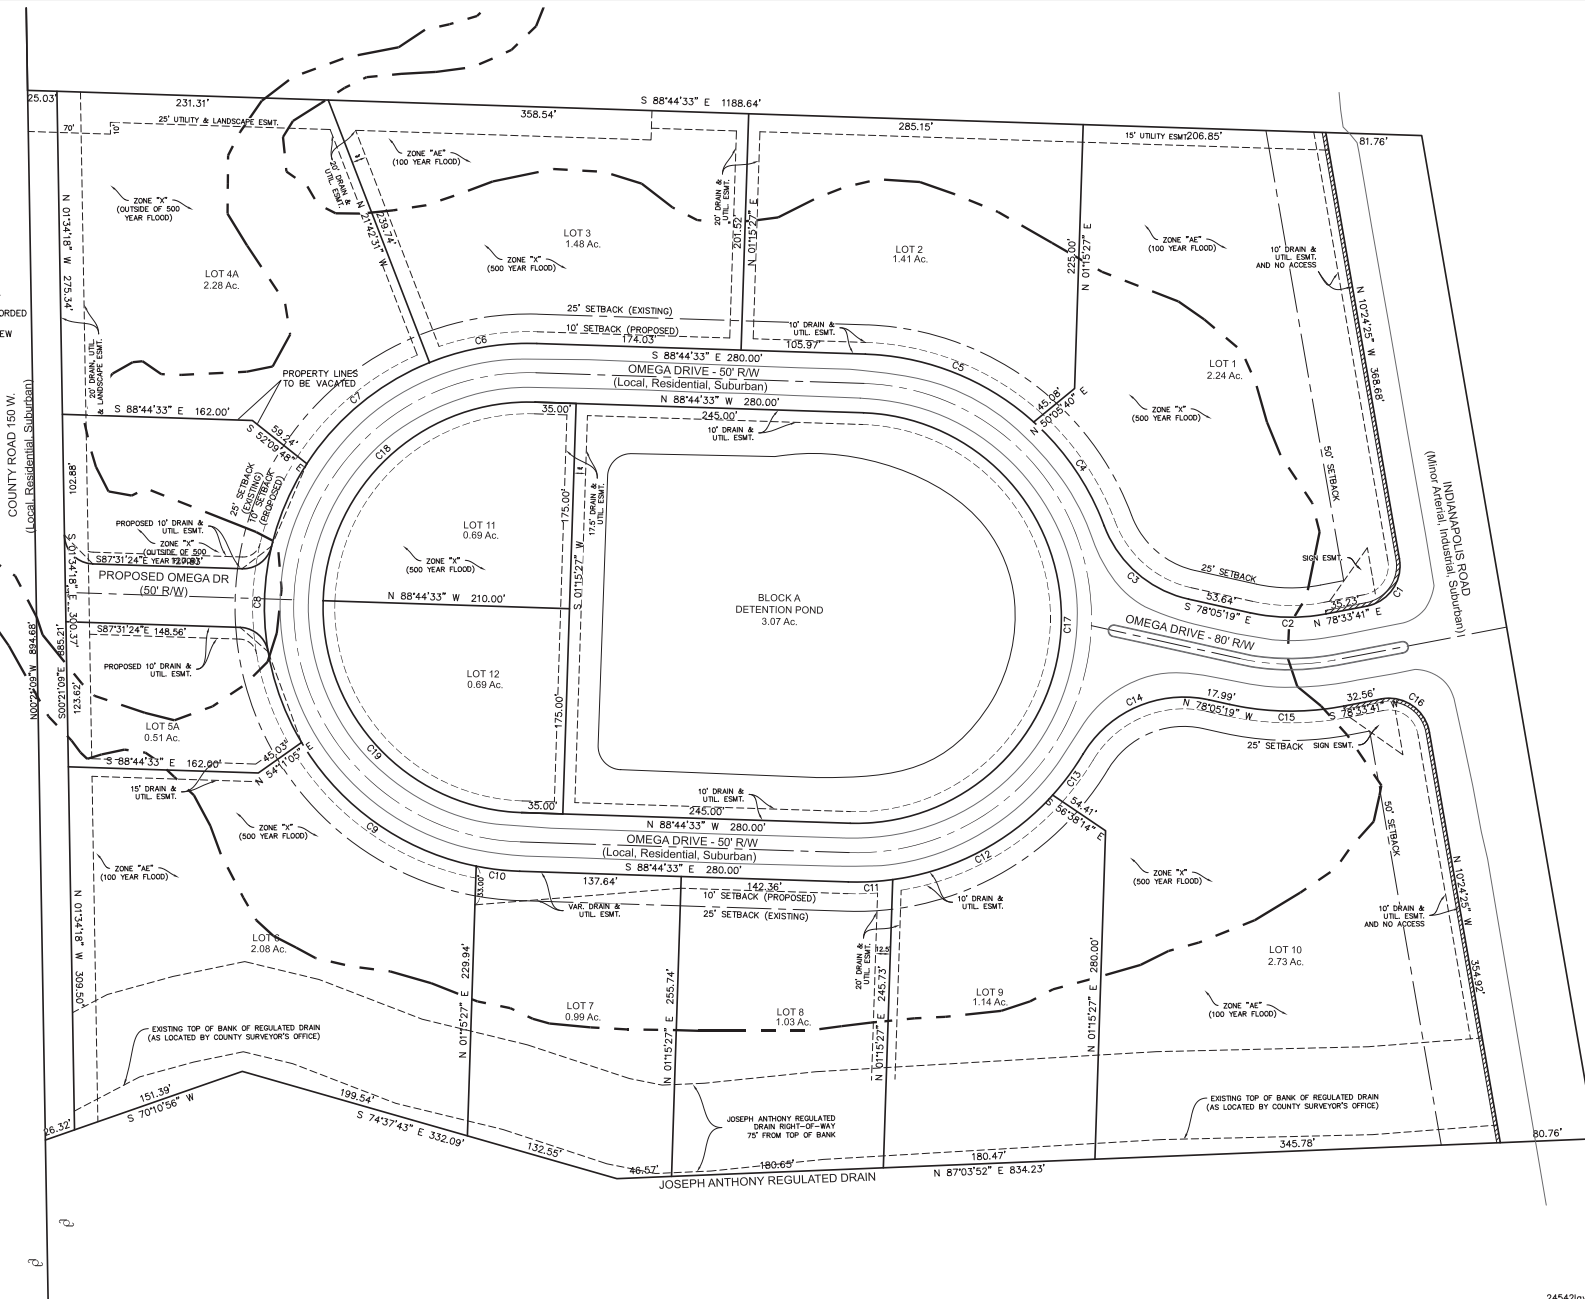 S 88°44'33" E 1188.64'
25.03'
231.31'
358.54'
285.15'
15' UTILITY ESMT.
206.85'
81.76'
70'
10'
25' UTILITY & LANDSCAPE ESMT.
ZONE "AE"
(100 YEAR FLOOD)
20' DRAIN &
UTIL. ESMT.
20' DRAIN &
UTIL. ESMT.
ZONE "X"
(OUTSIDE OF 500
YEAR FLOOD)
N 01°34'18" W 275.34'
LOT 4A
2.28 Ac.
N 21°42'31" W
239.74'
LOT 3
1.48 Ac.
ZONE "X"
(500 YEAR FLOOD)
201.52'
N 01°15'27" E
LOT 2
1.41 Ac.
225.00'
N 01°15'27" E
ZONE "AE"
(100 YEAR FLOOD)
10' DRAIN &
UTIL. ESMT.
AND NO ACCESS
N 10°24'25" W 368.68'
ORDED
EW
25' SETBACK (EXISTING)
10' SETBACK (PROPOSED)
C6
174.03'
10' DRAIN &
UTIL. ESMT.
105.97'
S 88°44'33" E 280.00'
OMEGA DRIVE - 50' R/W
(Local, Residential, Suburban)
N 88°44'33" W 280.00'
C5
LOT 1
2.24 Ac.
20' DRAIN, UTIL.
& LANDSCAPE ESMT.
PROPERTY LINES
TO BE VACATED
C7
35.00'
245.00'
10' DRAIN &
UTIL. ESMT.
45.08'
N 50°05'40" E
ZONE "X"
(500 YEAR FLOOD)
S 88°44'33" E 162.00'
59.24'
S 52°09'48" E
C18
C4
50' SETBACK
COUNTY ROAD 150 W.
(Local, Residential, Suburban)
102.88'
25' SETBACK
(EXISTING)
10' SETBACK
(PROPOSED)
175.00'
17.5' DRAIN &
UTIL. ESMT.
INDIANAPOLIS ROAD
(Minor Arterial, Industrial, Suburban)
PROPOSED 10' DRAIN &
UTIL. ESMT.
ZONE "X"
(OUTSIDE OF 500
YEAR FLOOD)
S87°31'24"E
LOT 11
0.69 Ac.
ZONE "X"
(500 YEAR FLOOD)
SIGN ESMT.
25' SETBACK
C3
53.64'
35.23'
C1
S 78°05'19" E
C2
N 78°33'41" E
PROPOSED OMEGA DR
(50' R/W)
C8
N 88°44'33" W 210.00'
S 01°15'27" W
BLOCK A
DETENTION POND
3.07 Ac.
C17
OMEGA DRIVE - 80' R/W
S 01°34'18" E 300.37'
S87°31'24"E 148.56'
PROPOSED 10' DRAIN &
UTIL. ESMT.
N00°21'09"W 894.68'
S00°21'09"E 885.21'
123.62'
LOT 12
0.69 Ac.
175.00'
C14
17.99'
32.56'
C16
N 78°05'19" W
C15
S 78°33'41" W
25' SETBACK
SIGN ESMT.
LOT 5A
0.51 Ac.
S 88°44'33" E 162.00'
45.03'
N 54°11'05" E
C19
C13
54.41'
S 56°38'14" E
15' DRAIN &
UTIL. ESMT.
10' DRAIN &
UTIL. ESMT.
35.00'
245.00'
N 88°44'33" W 280.00'
OMEGA DRIVE - 50' R/W
(Local, Residential, Suburban)
S 88°44'33" E 280.00'
50' SETBACK
ZONE "X"
(500 YEAR FLOOD)
C9
C12
ZONE "AE"
(100 YEAR FLOOD)
C10
33.00'
137.64'
142.36'
C11
10' SETBACK (PROPOSED)
25' SETBACK (EXISTING)
VAR. DRAIN &
UTIL. ESMT.
10' DRAIN &
UTIL. ESMT.
ZONE "X"
(500 YEAR FLOOD)
10' DRAIN &
UTIL. ESMT.
AND NO ACCESS
N 10°24'25" W
354.92'
N 01°34'18" W 309.50'
LOT 6
2.08 Ac.
N 01°15'27" E 229.94'
N 01°15'27" E 255.74'
20' DRAIN &
UTIL. ESMT.
12.5'
N 01°15'27" E 245.73'
N 01°15'27" E 280.00'
LOT 10
2.73 Ac.
LOT 7
0.99 Ac.
LOT 8
1.03 Ac.
LOT 9
1.14 Ac.
ZONE "AE"
(100 YEAR FLOOD)
EXISTING TOP OF BANK OF REGULATED DRAIN
(AS LOCATED BY COUNTY SURVEYOR'S OFFICE)
26.32'
151.39'
S 70°10'56" W
199.54'
S 74°37'43" E 332.09'
132.55'
JOSEPH ANTHONY REGULATED
DRAIN RIGHT-OF-WAY
75' FROM TOP OF BANK
EXISTING TOP OF BANK OF REGULATED DRAIN
(AS LOCATED BY COUNTY SURVEYOR'S OFFICE)
46.57'
180.65'
180.47'
345.78'
80.76'
JOSEPH ANTHONY REGULATED DRAIN
N 87°03'52" E 834.23'